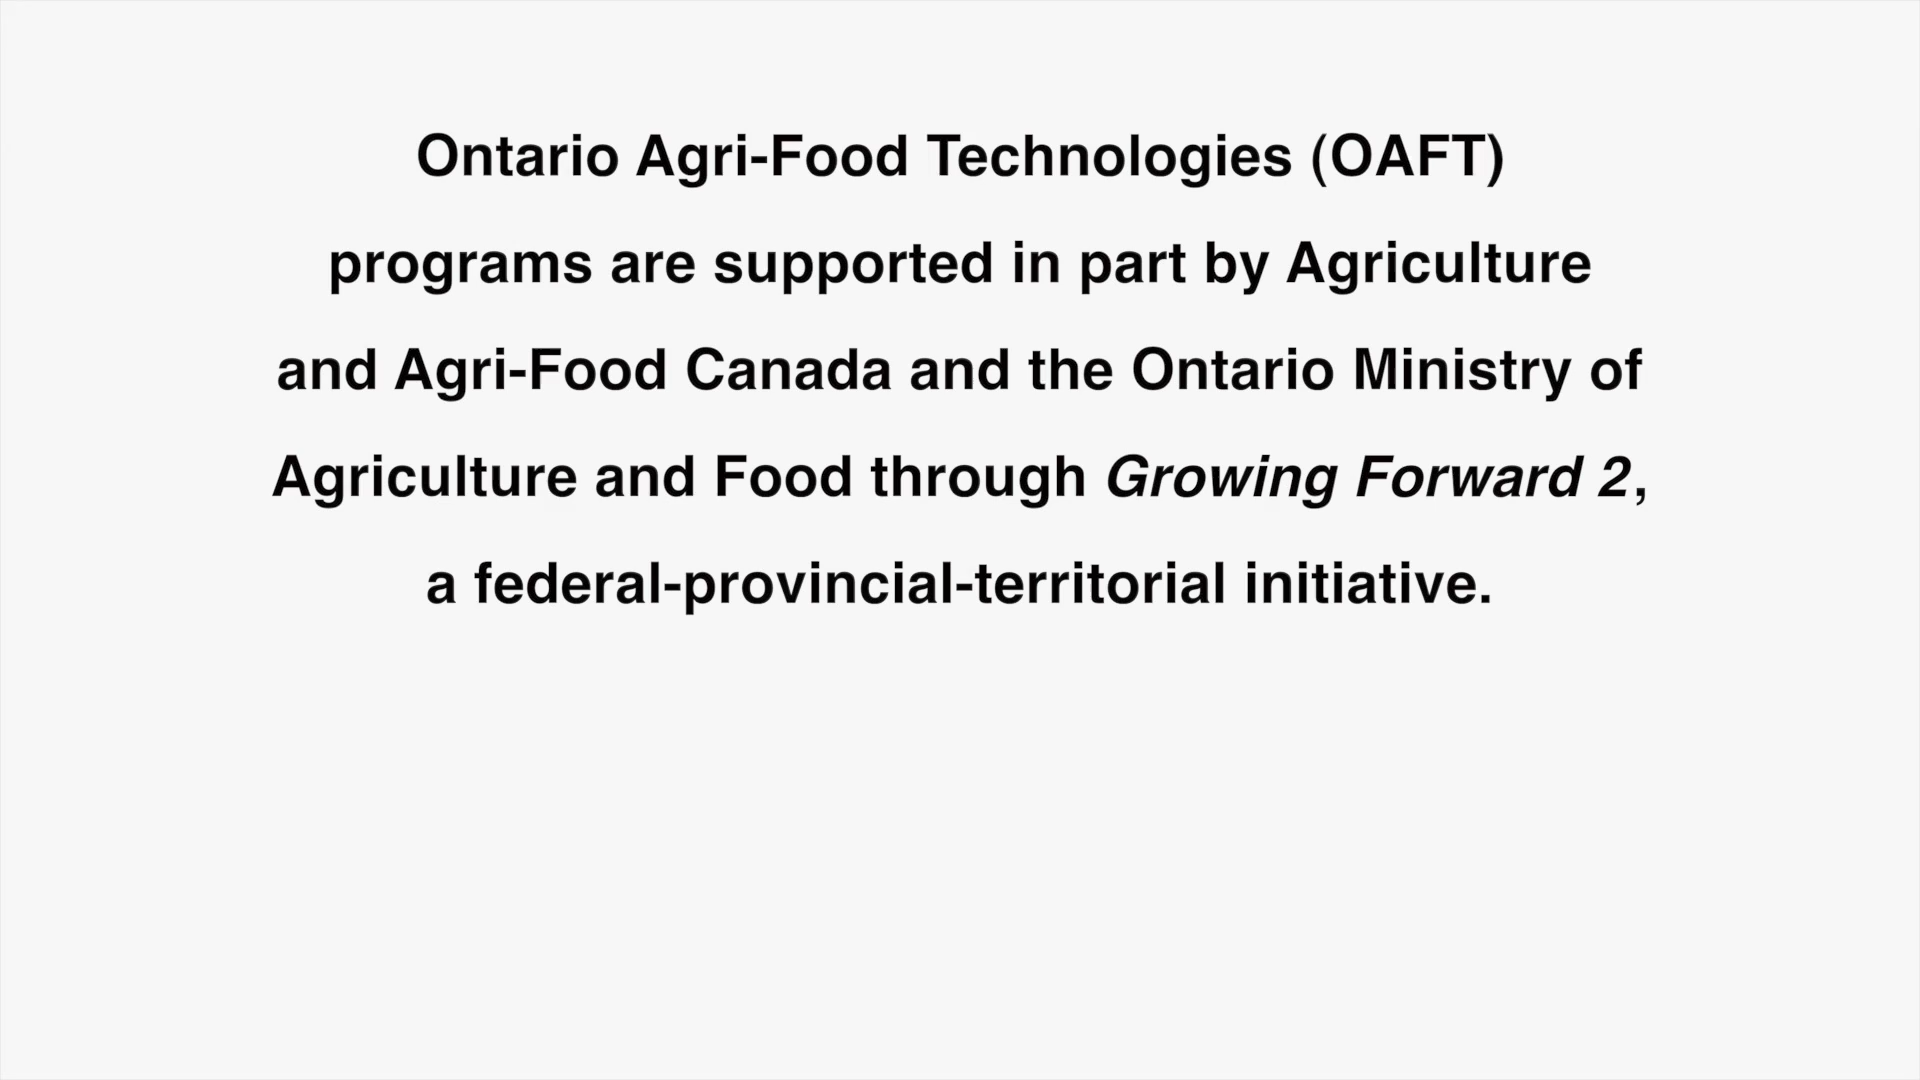 Ontario Agri-Food Technologies (OAFT)
programs are supported in part by Agriculture
and Agri-Food Canada and the Ontario Ministry of
Agriculture and Food through Growing Forward 2,
a federal-provincial-territorial initiative.